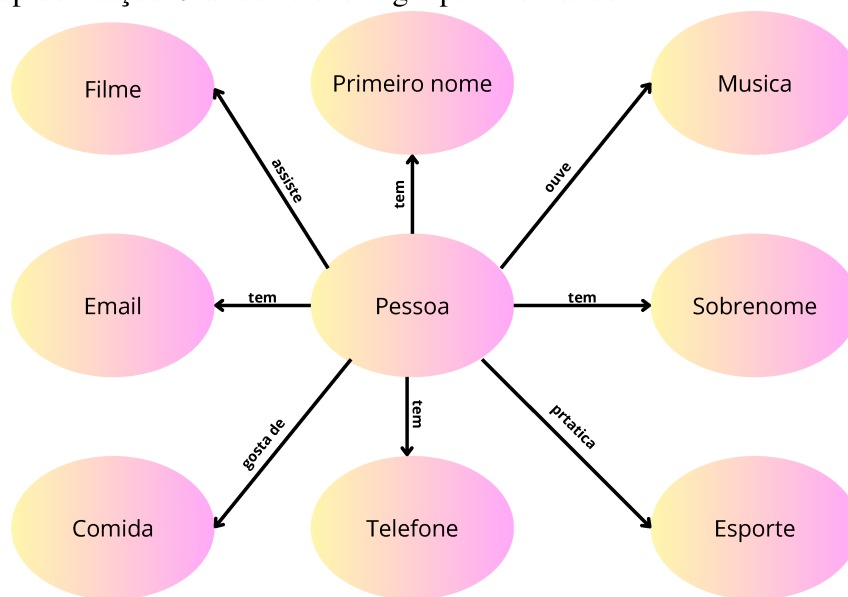 Filme
Primeiro nome
Musica
assiste
tem
ouve
Email
tem
Pessoa
tem
Sobrenome
gosta de
tem
prtatica
Comida
Telefone
Esporte